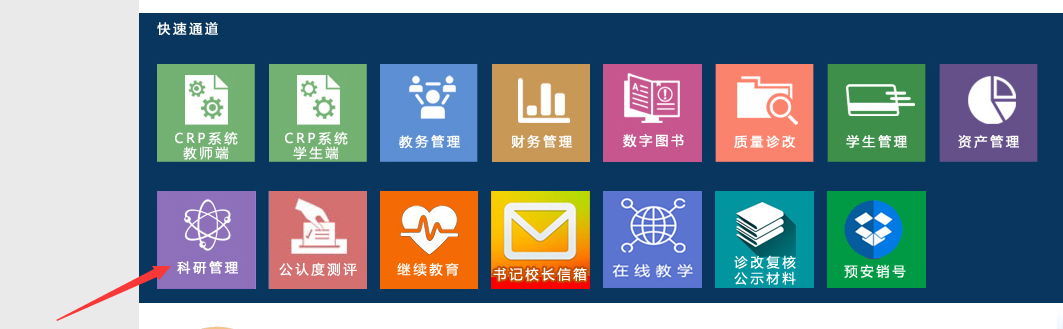 快速通道
CRP系统
教师端
CRP系统
学生端
教务管理
财务管理
数字图书
质量诊改
学生管理
资产管理
科研管理
公认度测评
继续教育
书记校长信箱
在线教学
诊改复核
公示材料
预安销号